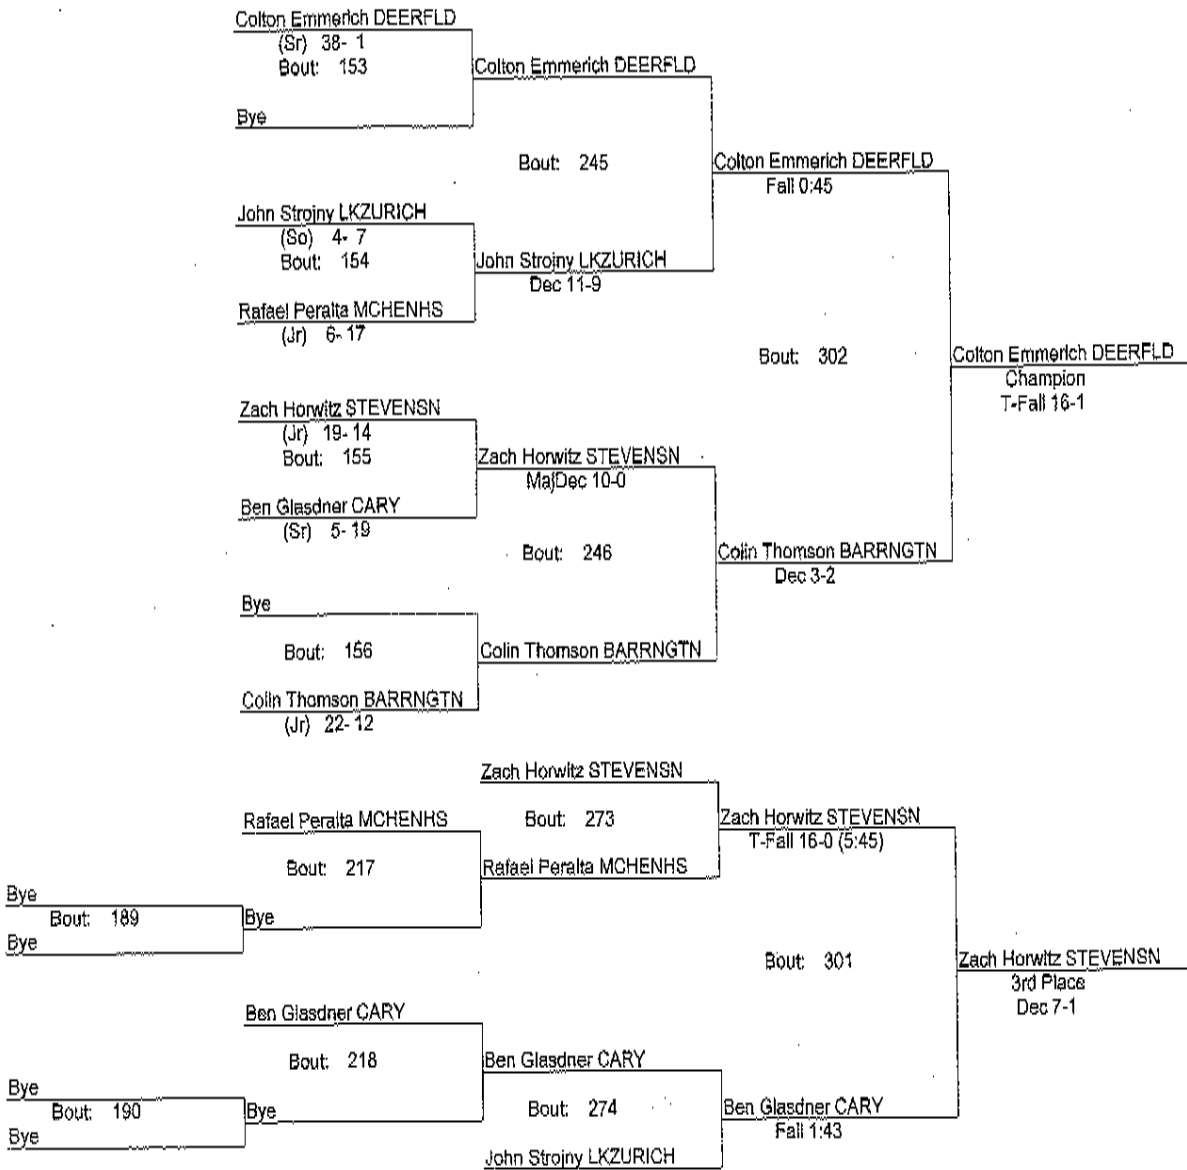 Colton Emmerich DEERFLD
(Sr) 38- 1
Bout: 153
Colton Emmerich DEERFLD
Bye
Bout: 245
Colton Emmerich DEERFLD
Fall 0:45
John Strojny LKZURICH
(So) 4- 7
Bout: 154
John Strojny LKZURICH
Dec 11-9
Rafael Peralta MCHENHS
(Jr) 6- 17
Bout: 302
Colton Emmerich DEERFLD
Champion
T-Fall 16-1
Zach Horwitz STEVENSN
(Jr) 19- 14
Bout: 155
Zach Horwitz STEVENSN
MajDec 10-0
Ben Glasdner CARY
(Sr) 5- 19
Bout: 246
Colin Thomson BARRNGTN
Dec 3-2
Bye
Bout: 156
Colin Thomson BARRNGTN
Colin Thomson BARRNGTN
(Jr) 22- 12
Zach Horwitz STEVENSN
Rafael Peralta MCHENHS
Bout: 273
Zach Horwitz STEVENSN
T-Fall 16-0 (5:45)
Bout: 217
Rafael Peralta MCHENHS
Bye
Bout: 189
Bye
Bye
Bout: 301
Zach Horwitz STEVENSN
3rd Place
Dec 7-1
Ben Glasdner CARY
Bout: 218
Ben Glasdner CARY
Bye
Bout: 190
Bye
Bye
Bout: 274
Ben Glasdner CARY
Fall 1:43
John Strojny LKZURICH